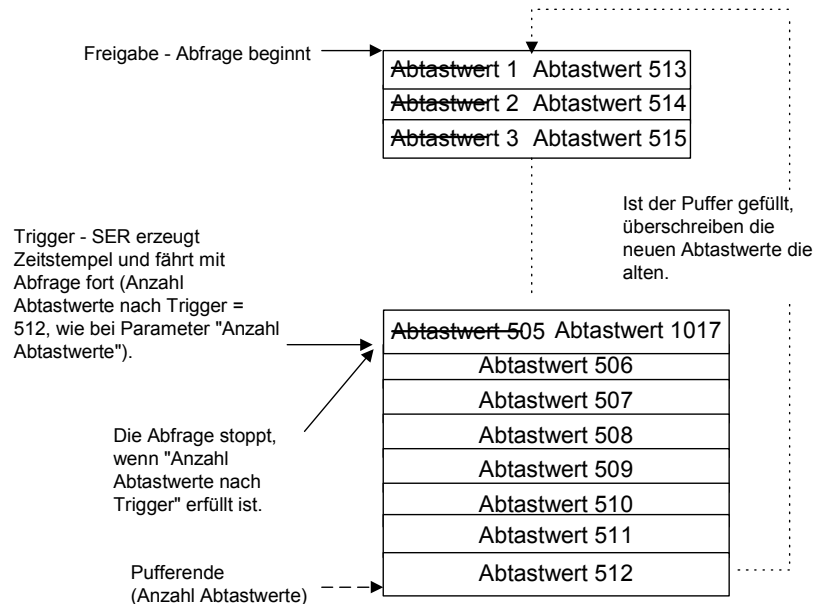 Freigabe - Abfrage beginnt
Abtastwert 1 Abtastwert 513
Abtastwert 2 Abtastwert 514
Abtastwert 3 Abtastwert 515
Ist der Puffer gefüllt,
überschreiben die
neuen Abtastwerte die
alten.
Trigger - SER erzeugt
Zeitstempel und fährt mit
Abfrage fort (Anzahl
Abtastwerte nach Trigger =
512, wie bei Parameter "Anzahl
Abtastwerte").
Abtastwert 505 Abtastwert 1017
Abtastwert 506
Abtastwert 507
Abtastwert 508
Abtastwert 509
Abtastwert 510
Abtastwert 511
Abtastwert 512
Die Abfrage stoppt,
wenn "Anzahl
Abtastwerte nach
Trigger" erfüllt ist.
Pufferende
(Anzahl Abtastwerte)